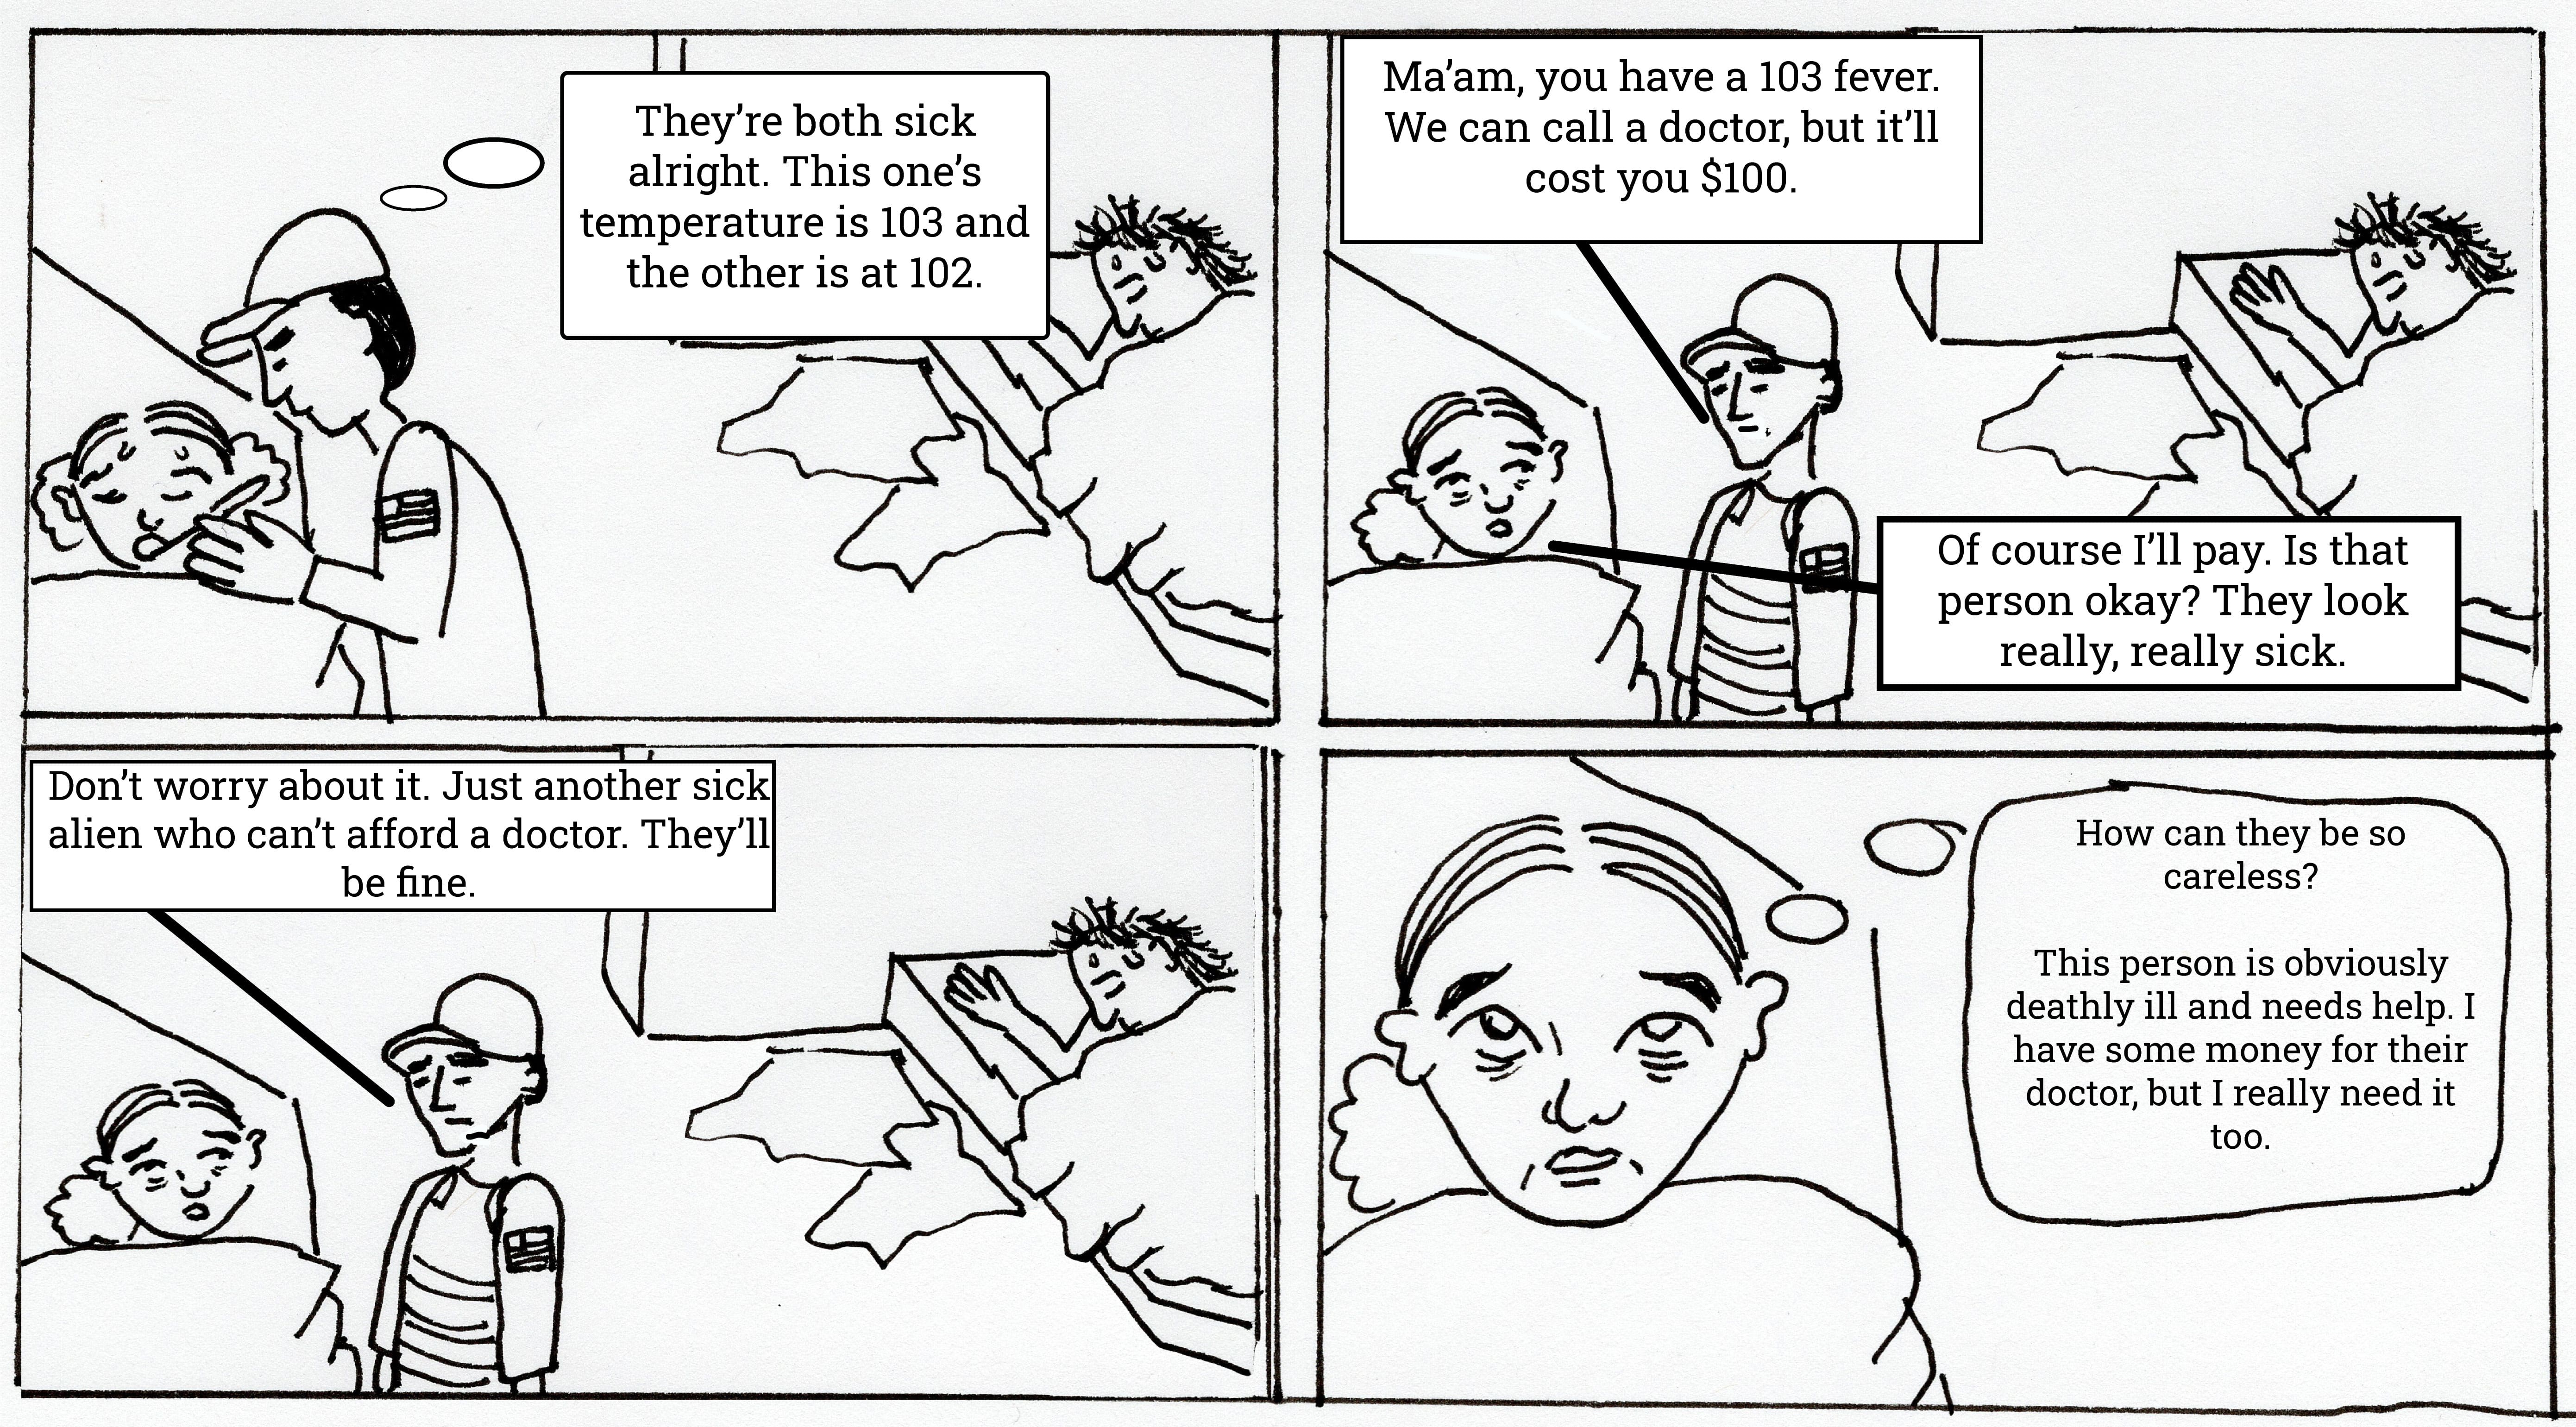 They’re both sick
alright. This one’s
temperature is 103 and
the other is at 102.
Ma’am, you have a 103 fever.
We can call a doctor, but it’ll
cost you $100.
Of course I’ll pay. Is that
person okay? They look
really, really sick.
Don’t worry about it. Just another sick
alien who can’t afford a doctor. They’ll
be fine.
How can they be so
careless?
This person is obviously
deathly ill and needs help. I
have some money for their
doctor, but I really need it
too.